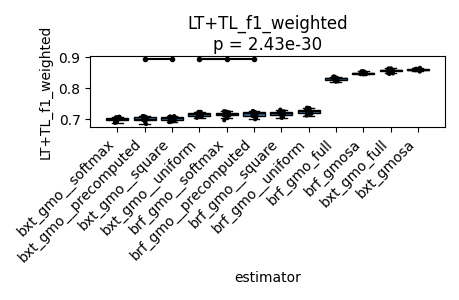 LT+TL_f1_weighted
p = 2.43e-30
LT+TL_f1_weighted
0.9
0.8
0.7
bxt_gmo__softmax
bxt_gmo__precomputed
bxt_gmo__square
bxt_gmo__uniform
brf_gmo__softmax
brf_gmo__precomputed
brf_gmo__square
brf_gmo__uniform
brf_gmo_full
brf_gmosa
bxt_gmo_full
bxt_gmosa
estimator